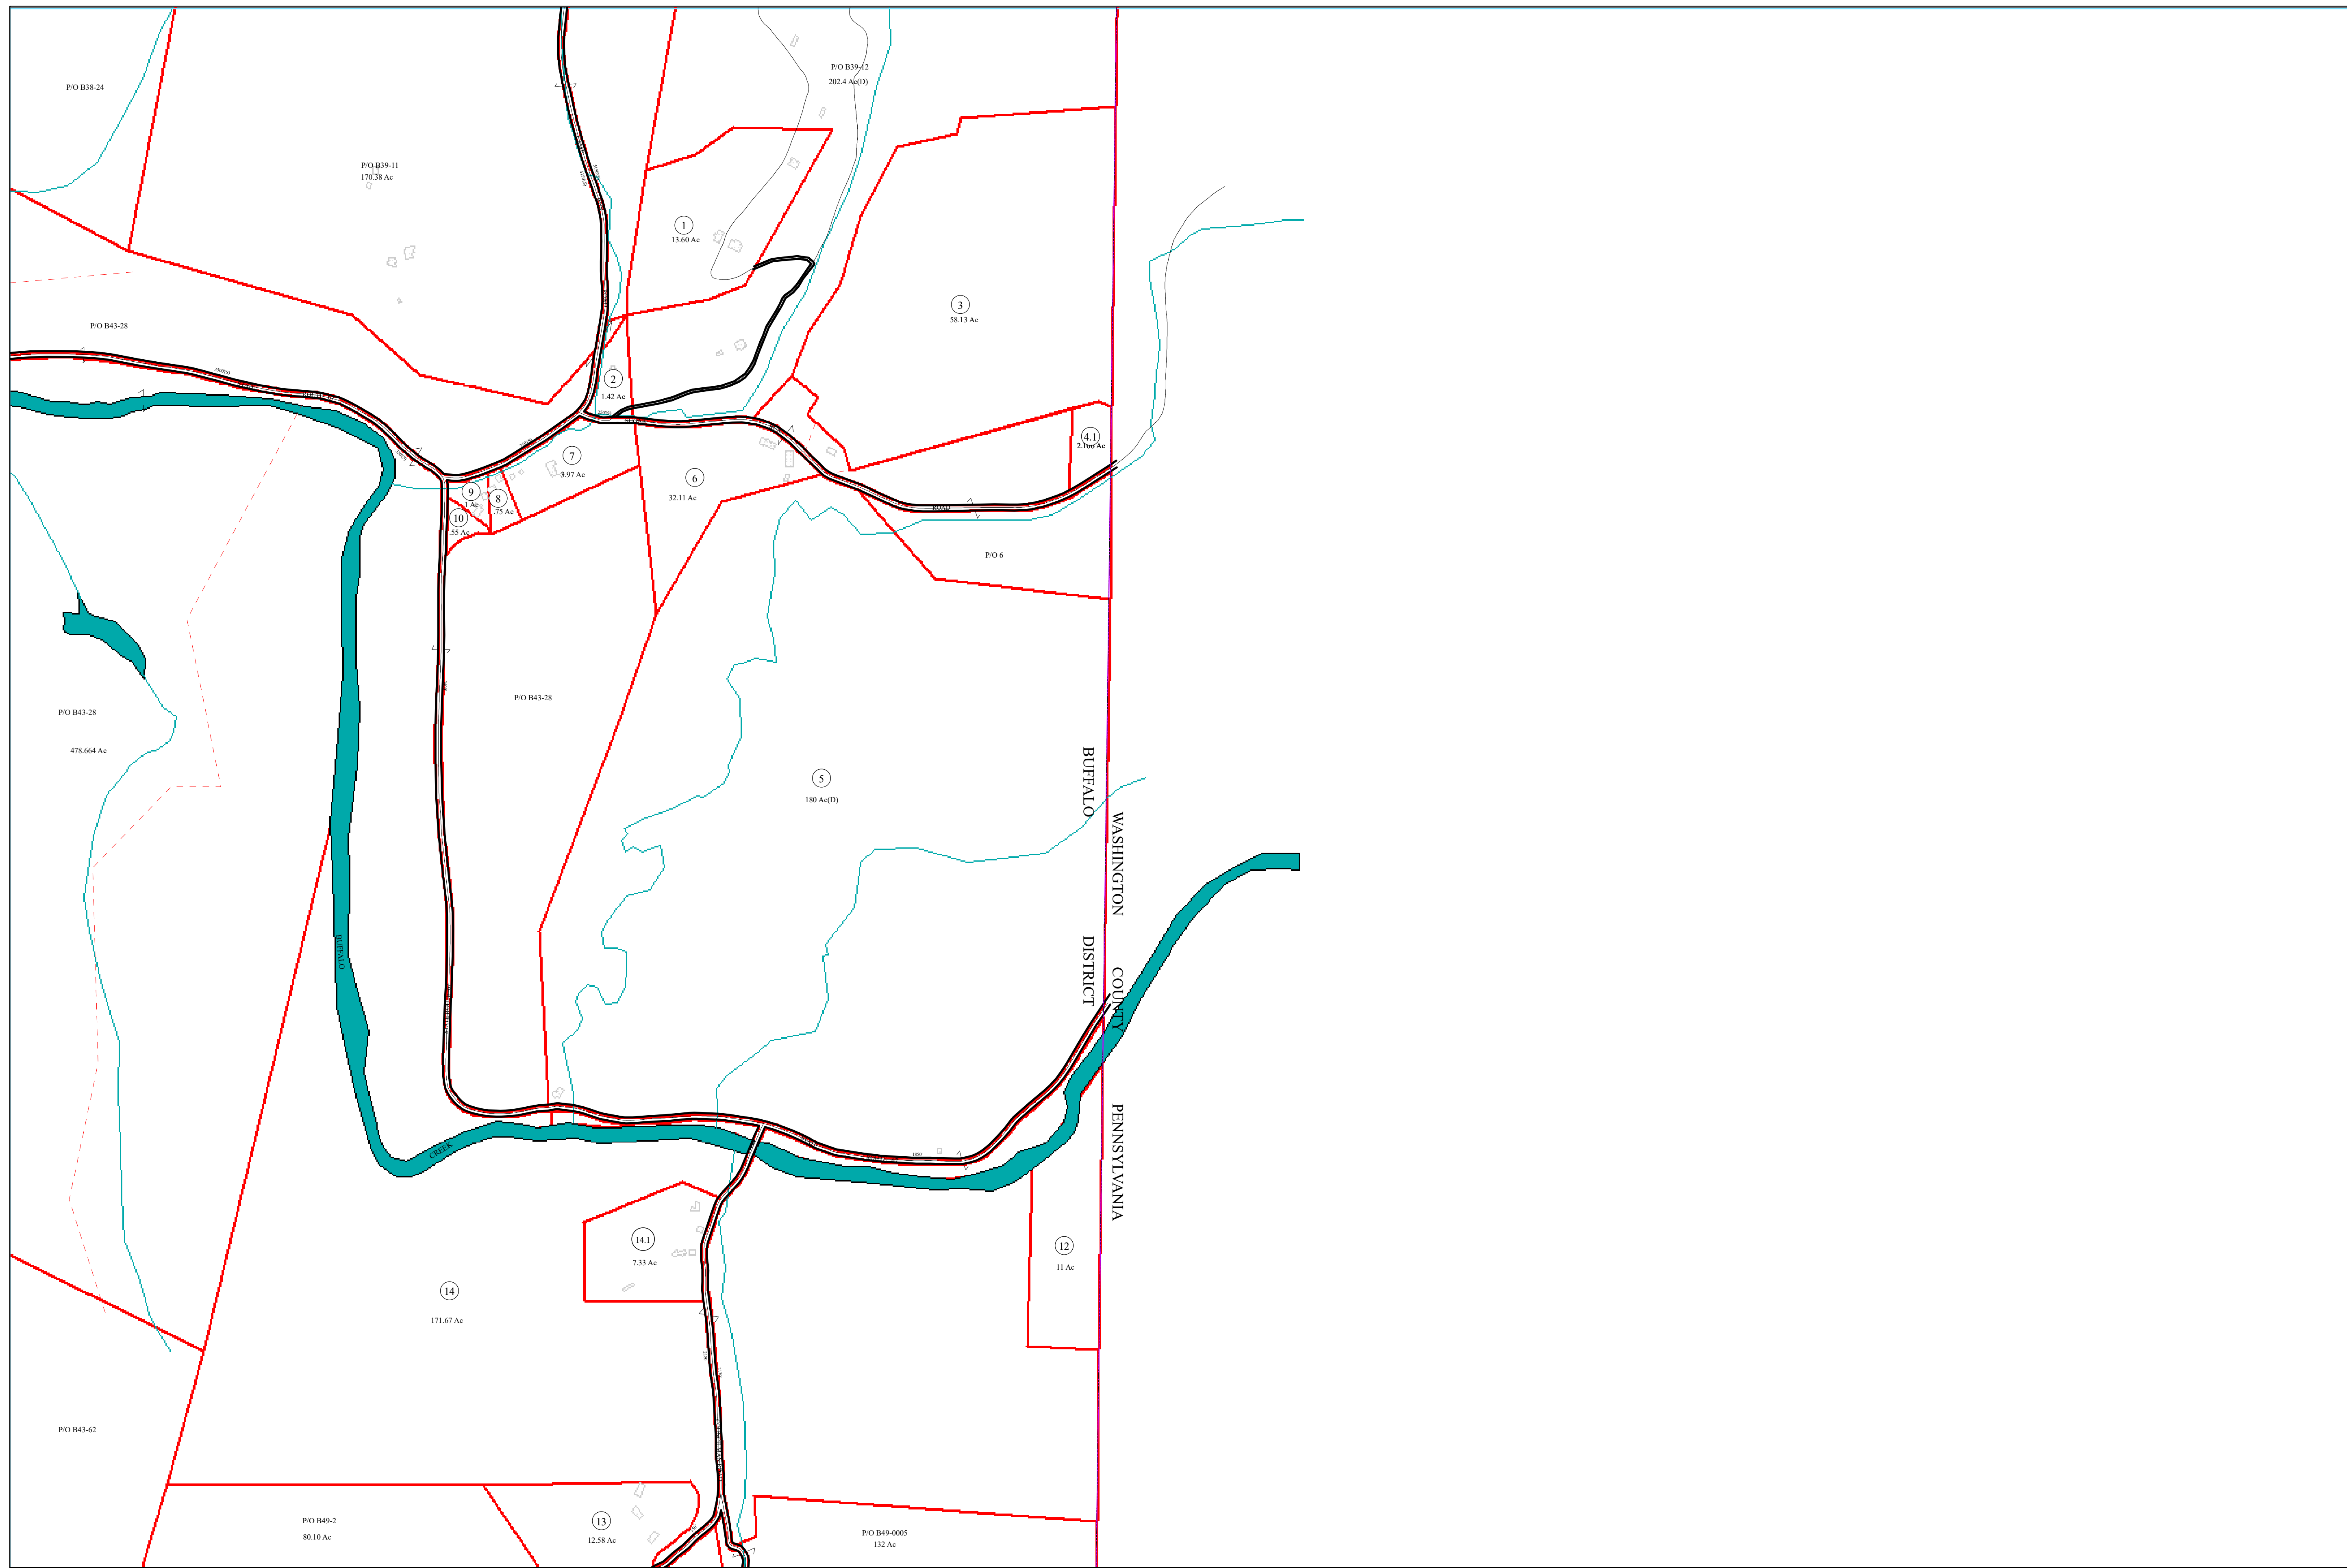 P/O B39-12
202.4 Ac(D)
P/O B38-24
P/O B39-11
170.38 Ac
1
13.60 Ac
3
58.13 Ac
P/O B43-28
2
1.42 Ac
4.1
2.100 Ac
7
3.97 Ac
6
32.11 Ac
9
1 Ac
8
.75 Ac
10
.55 Ac
ROAD
P/O 6
P/O B43-28
P/O B43-28
478.664 Ac
5
180 Ac(D)
BUFFALO
DISTRICT
WASHINGTON
COUNTY
PENNSYLVANIA
BUFFALO
CREEK
14.1
7.33 Ac
12
11 Ac
14
171.67 Ac
P/O B43-62
P/O B49-2
80.10 Ac
13
12.58 Ac
P/O B49-0005
132 Ac